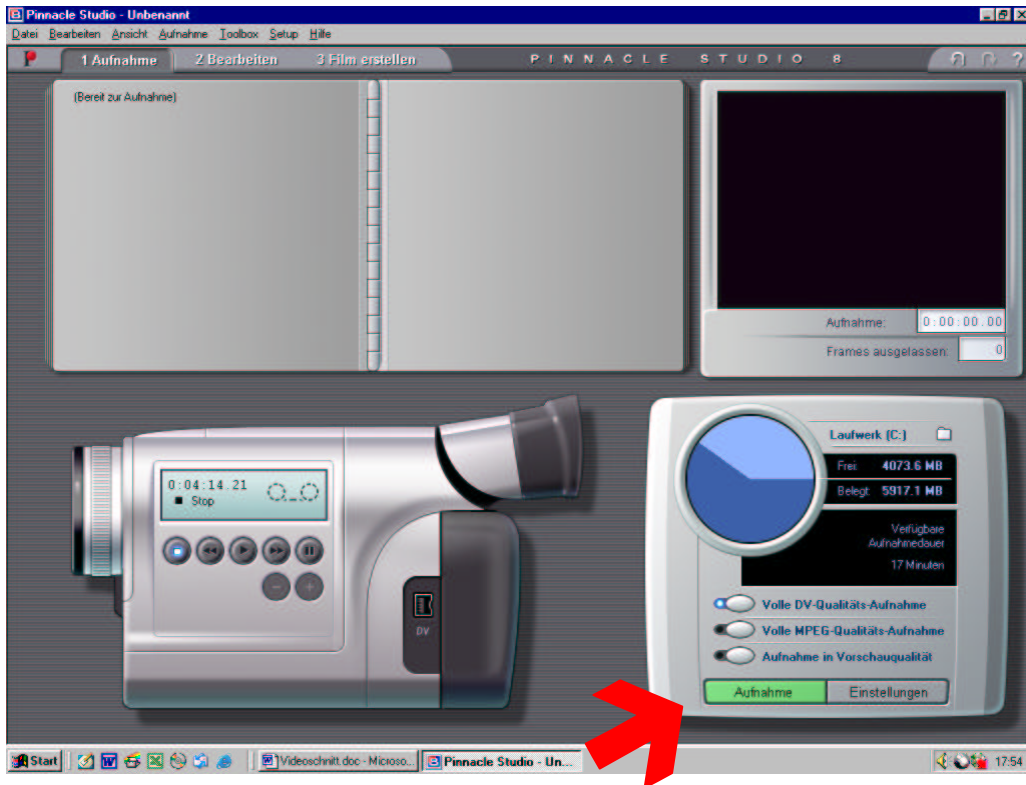 Pinnacle Studio - Unbenannt
Datei Bearbeiten Ansicht Aufnahme Toolbox Setup Hilfe
1 Aufnahme 2 Bearbeiten 3 Film erstellen PINNACLE STUDIO 8 ?
(Bereit zur Aufnahme)
Aufnahme: 0:00:00.00
Frames ausgelassen: 0
Laufwerk (C:)
Frei: 4073.6 MB
Belegt: 5917.1 MB
Verfügbare
Aufnahmedauer
17 Minuten
0:04:14.21
Stop
DV
Volle DV-Qualitäts-Aufnahme
Volle MPEG-Qualitäts-Aufnahme
Aufnahme in Vorschauqualität
Aufnahme Einstellungen
Start Videoschnitt.doc - Microso... Pinnacle Studio - Un... 17:54